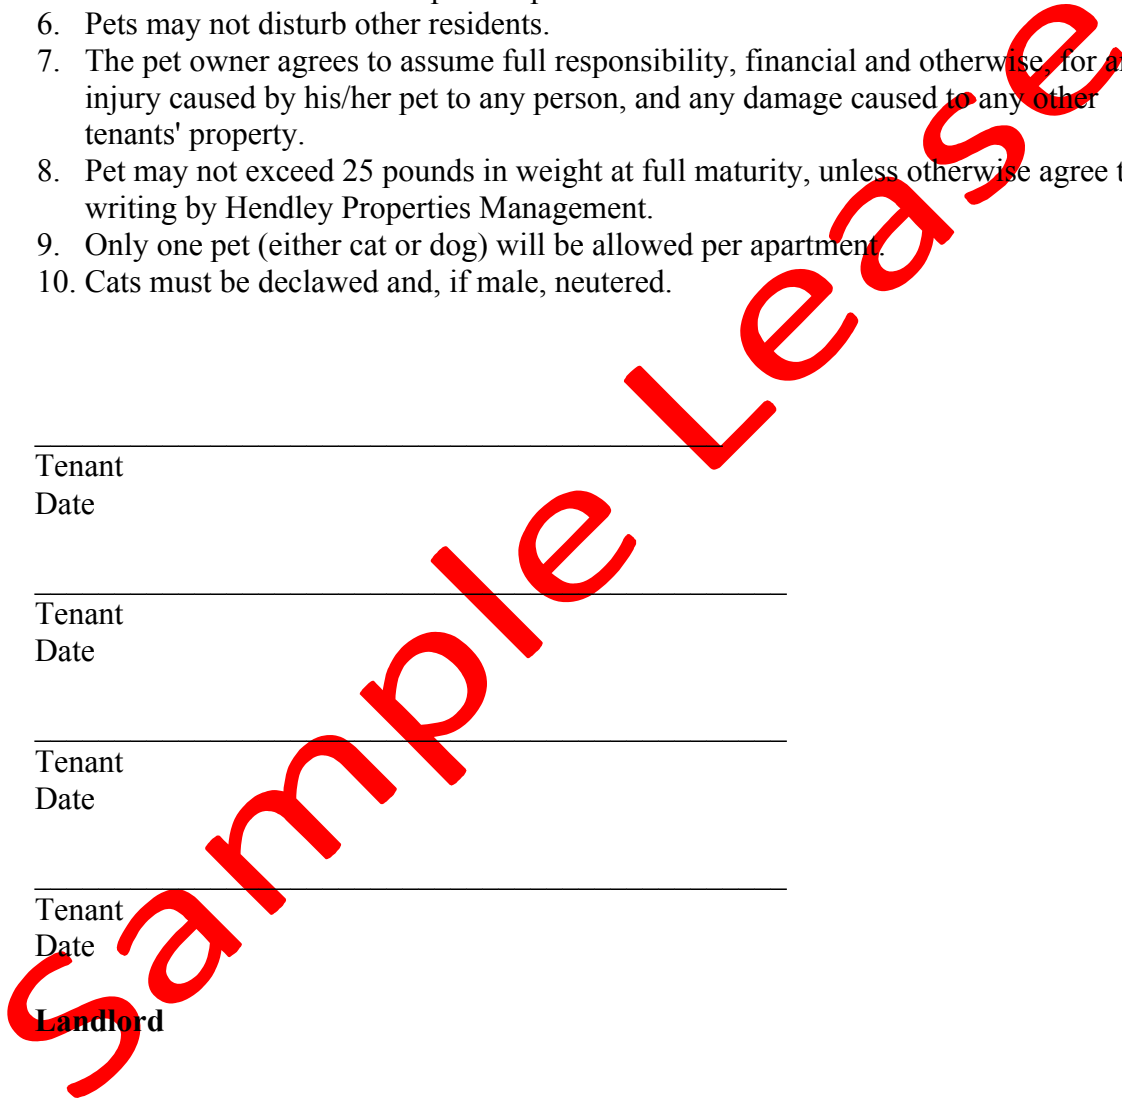 6. Pets may not disturb other residents.
7. The pet owner agrees to assume full responsibility, financial and otherwise, for
injury caused by his/her pet to any person, and any damage caused to any other
tenants' property.
8. Pet may not exceed 25 pounds in weight at full maturity, unless otherwise agree
writing by Hendley Properties Management.
9. Only one pet (either cat or dog) will be allowed per apartment.
10. Cats must be declawed and, if male, neutered.
Tenant
Date
Tenant
Date
Tenant
Date
Tenant
Date
Landlord
Sample Lease